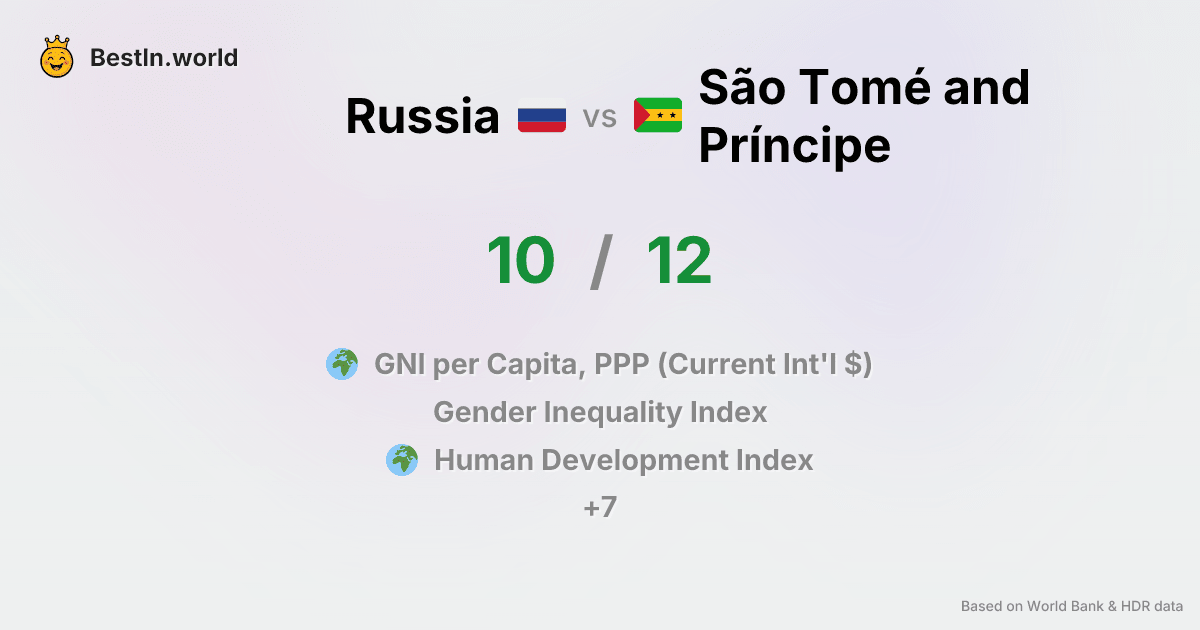 BestIn.world
Russia vs São Tomé and
Príncipe
10 / 12
GNI per Capita, PPP (Current Int'l $)
Gender Inequality Index
Human Development Index
+7
Based on World Bank & HDR data